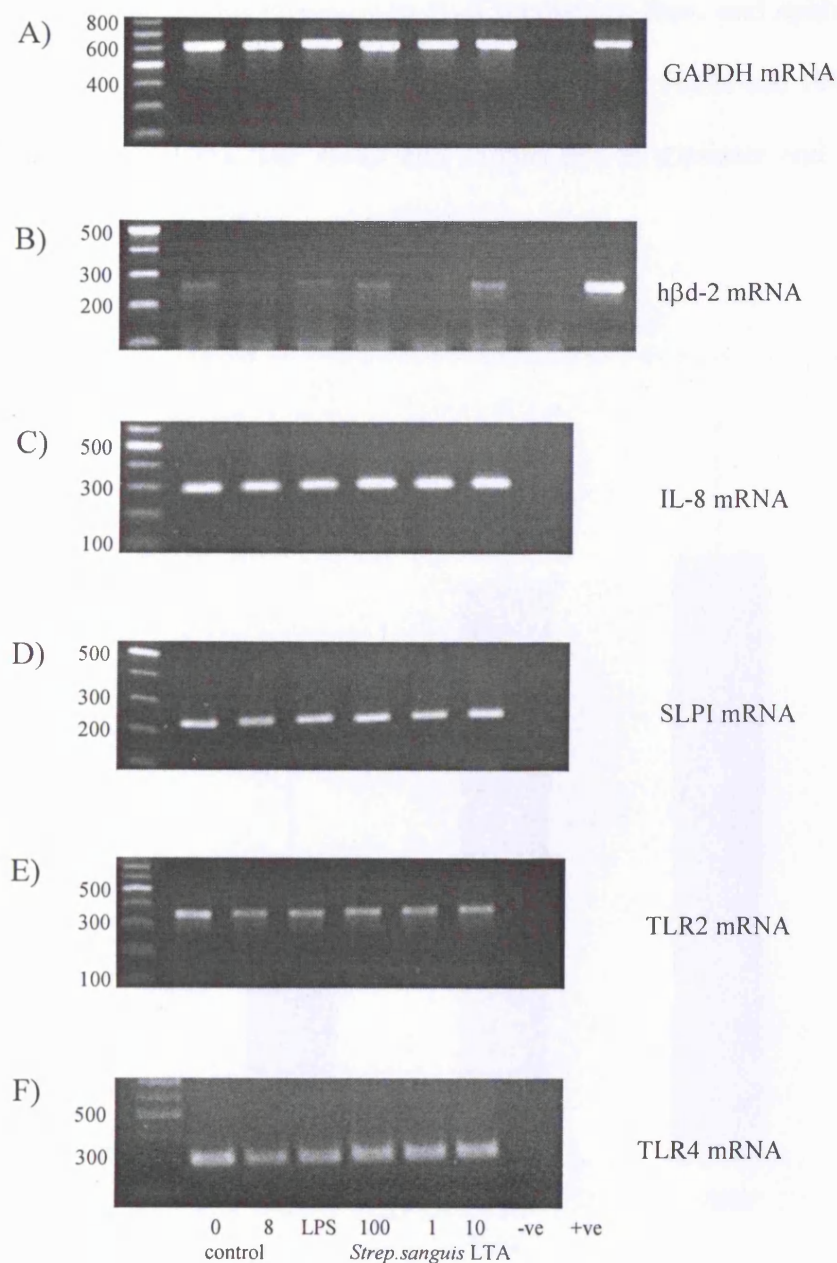 A)
800
600
400
GAPDH mRNA
B)
500
300
200
hβd-2 mRNA
C)
500
300
100
IL-8 mRNA
D)
500
300
200
SLPI mRNA
E)
500
300
100
TLR2 mRNA
F)
500
300
TLR4 mRNA
0 8 LPS 100 1 10 -ve +ve
control Strep.sanguis LTA